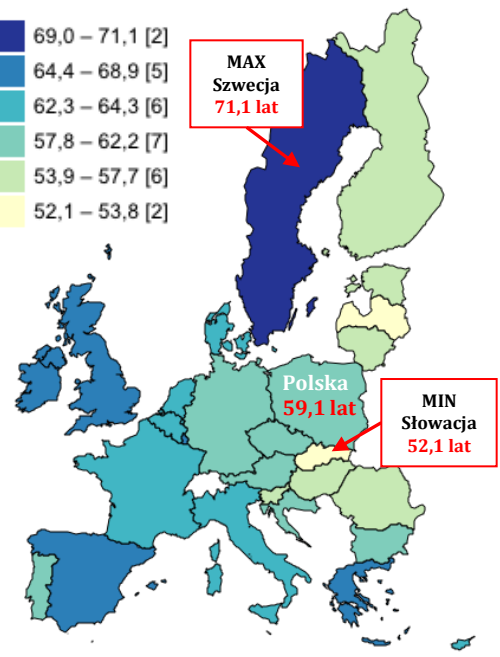 69,0 – 71,1 [2]
64,4 – 68,9 [5]
62,3 – 64,3 [6]
57,8 – 62,2 [7]
53,9 – 57,7 [6]
52,1 – 53,8 [2]
MAX
Szwecja
71,1 lat
Polska
59,1 lat
MIN
Słowacja
52,1 lat